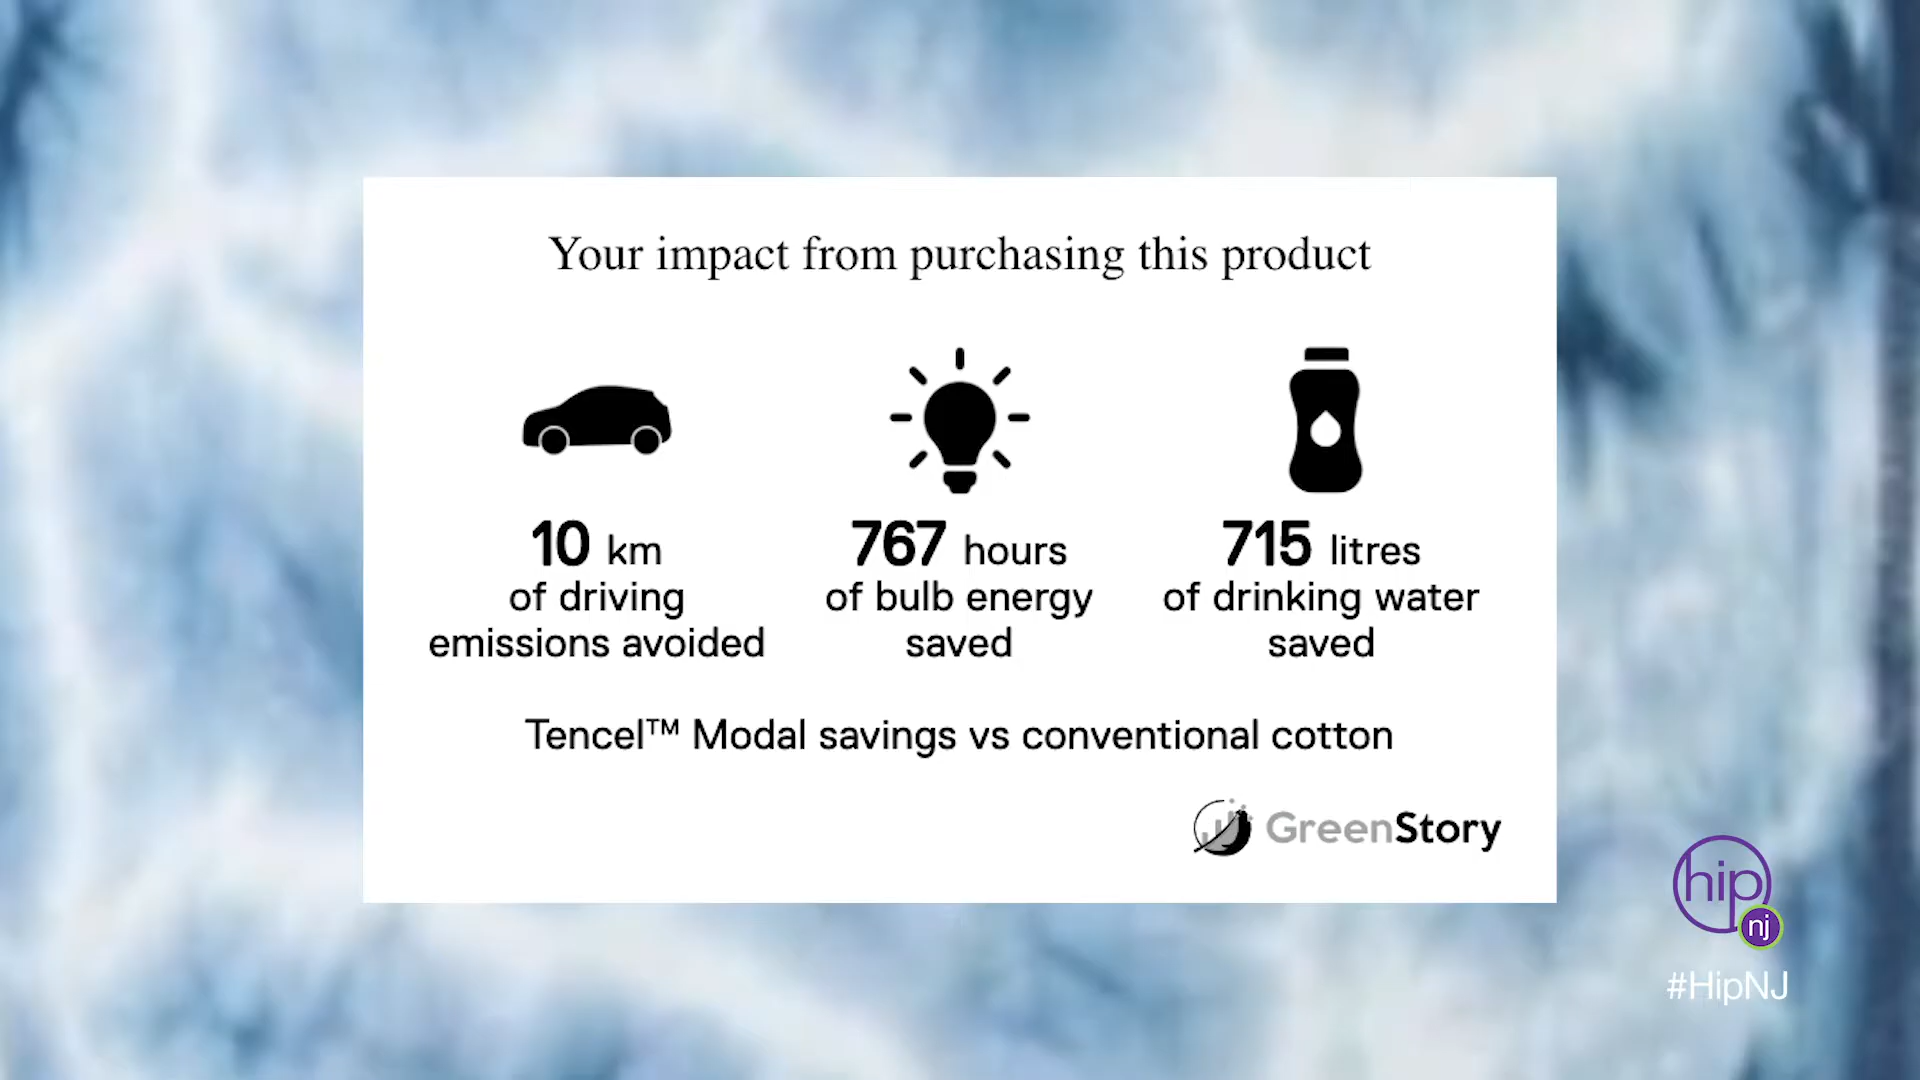 Your impact from purchasing this product
10 km
of driving
emissions avoided
767 hours
of bulb energy
saved
715 litres
of drinking water
saved
Tencel™ Modal savings vs conventional cotton
GreenStory
hip
nj
#HipNJ